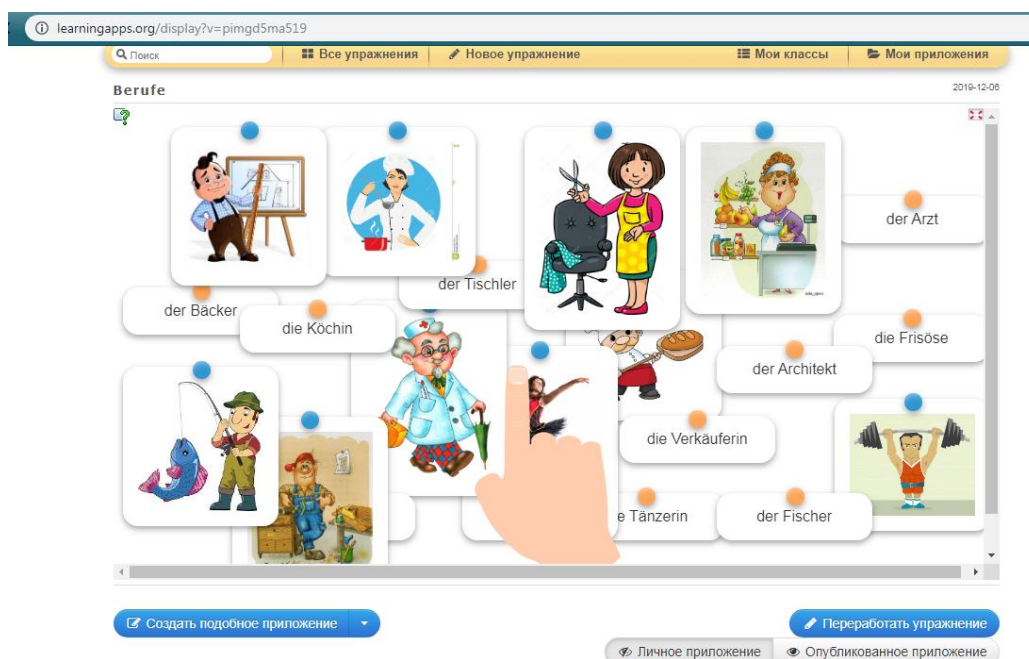 learningapps.org/display?v=pimgd5ma519
Поиск
Все упражнения
Новое упражнение
Мои классы
Мои приложения
Berufe
2019-12-06
der Arzt
der Tischler
der Bäcker
die Köchin
die Frisöse
der Architekt
die Verkäuferin
e Tänzerin
der Fischer
Создать подобное приложение
Переработать упражнение
Личное приложение
Опубликованное приложение